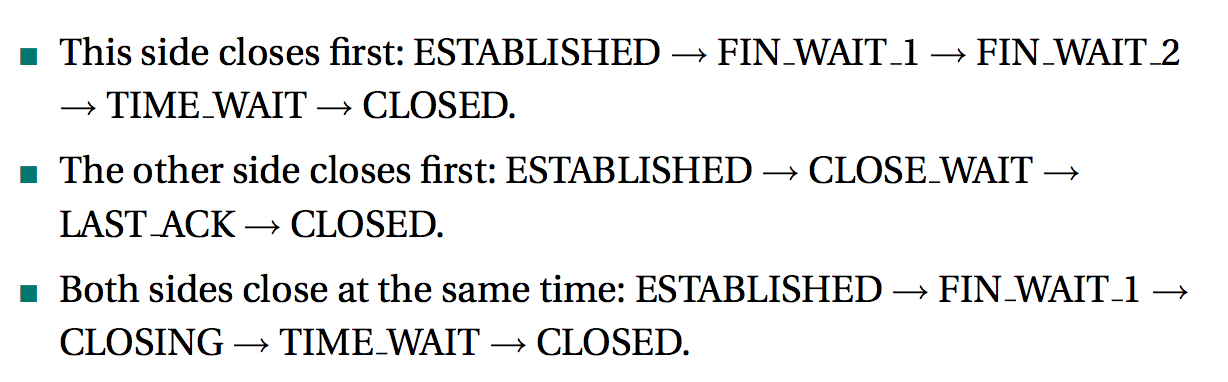 ■ This side closes first: ESTABLISHED → FIN_WAIT_1 → FIN_WAIT_2
→ TIME_WAIT → CLOSED.
■ The other side closes first: ESTABLISHED → CLOSE_WAIT →
LAST_ACK → CLOSED.
■ Both sides close at the same time: ESTABLISHED → FIN_WAIT_1 →
CLOSING → TIME_WAIT → CLOSED.